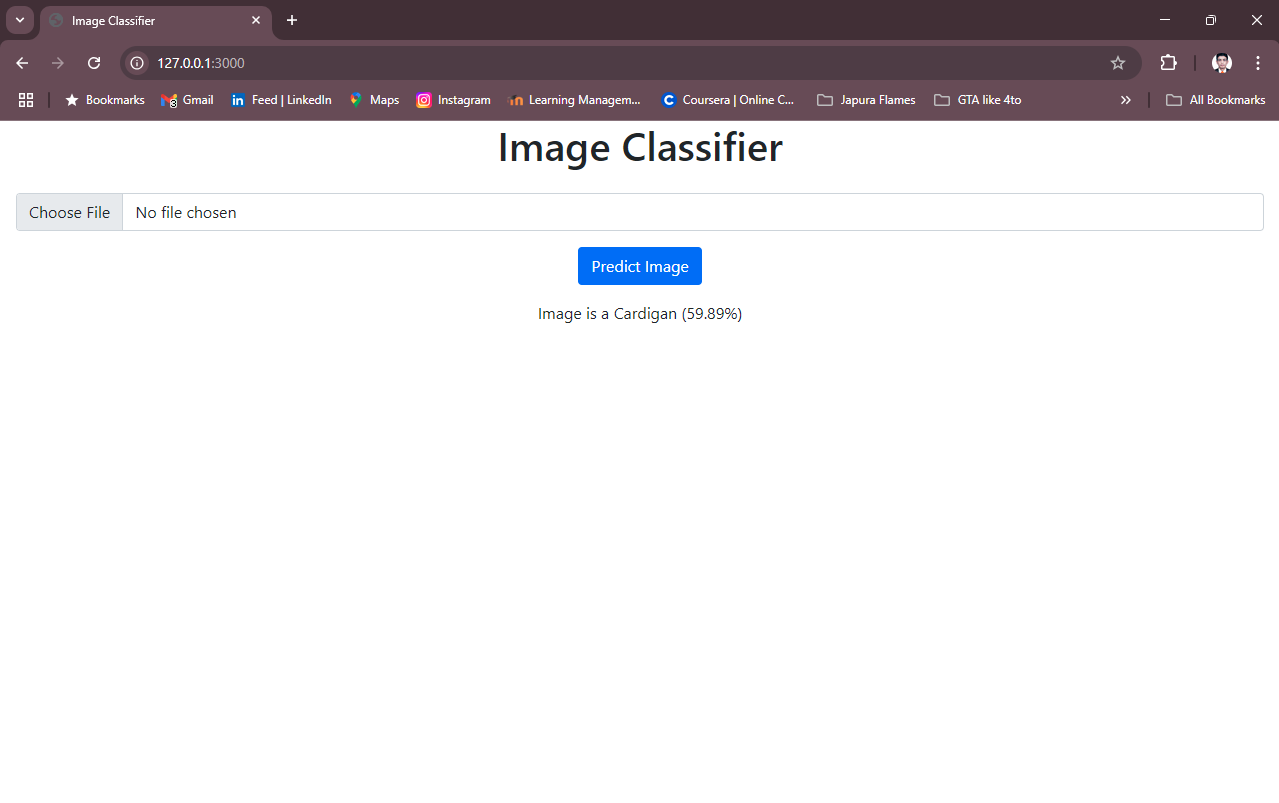 Image Classifier
127.0.0.1:3000
Bookmarks 3 Gmail in Feed | LinkedIn Maps Instagram Learning Managem... C Coursera | Online C... Japura Flames GTA like 4to » All Bookmarks
Image Classifier
Choose File No file chosen
Predict Image
Image is a Cardigan (59.89%)